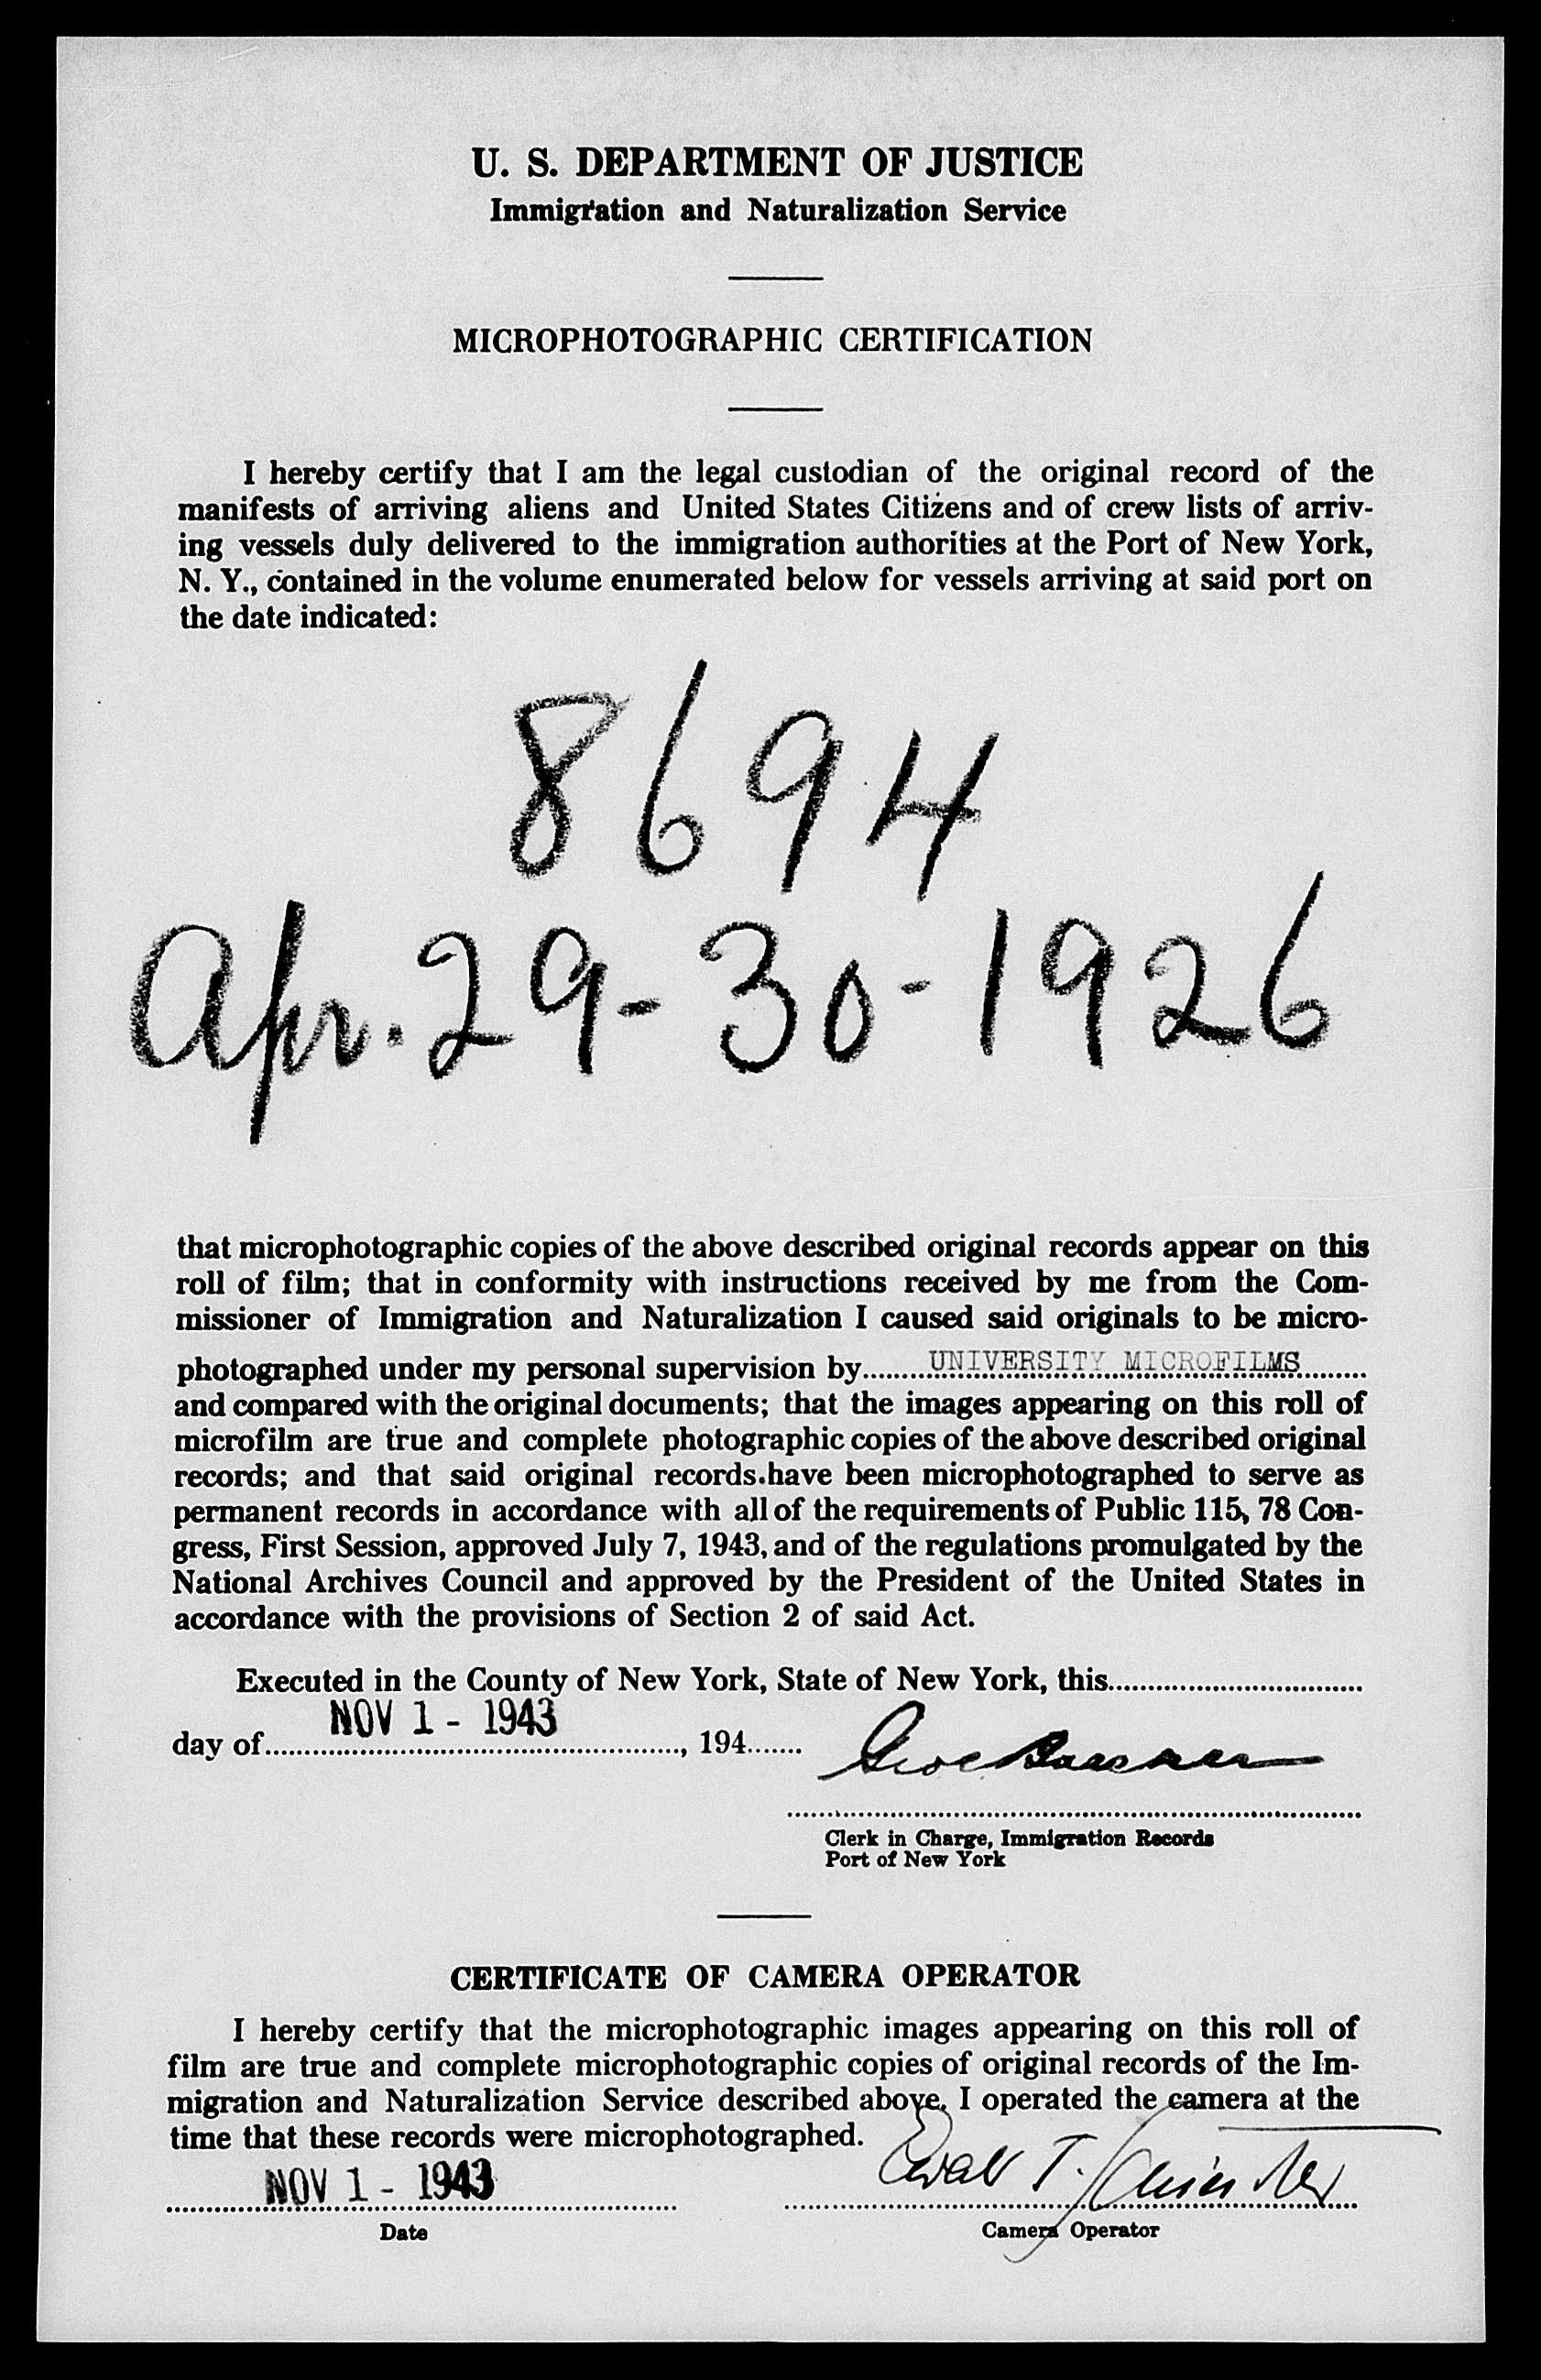 U. S. DEPARTMENT OF JUSTICE
Immigration and Naturalization Service
MICROPHOTOGRAPHIC CERTIFICATION
I hereby certify that I am the legal custodian of the original record of the
manifests of arriving aliens and United States Citizens and of crew lists of arriv-
ing vessels duly delivered to the immigration authorities at the Port of New York,
N. Y., contained in the volume enumerated below for vessels arriving at said port on
the date indicated:
8694
Apr. 29-30-1926
that microphotographic copies of the above described original records appear on this
roll of film; that in conformity with instructions received by me from the Com-
missioner of Immigration and Naturalization I caused said originals to be micro-
photographed under my personal supervision by UNIVERSITY MICROFILMS
and compared with the original documents; that the images appearing on this roll of
microfilm are true and complete photographic copies of the above described original
records; and that said original records have been microphotographed to serve as
permanent records in accordance with all of the requirements of Public 115, 78 Con-
gress, First Session, approved July 7, 1943, and of the regulations promulgated by the
National Archives Council and approved by the President of the United States in
accordance with the provisions of Section 2 of said Act.
Executed in the County of New York, State of New York, this
day of NOV 1 - 1943, 194
Clerk in Charge, Immigration Records
Port of New York
CERTIFICATE OF CAMERA OPERATOR
I hereby certify that the microphotographic images appearing on this roll of
film are true and complete microphotographic copies of original records of the Im-
migration and Naturalization Service described above. I operated the camera at the
time that these records were microphotographed.
NOV 1 - 1943
Date
Camera Operator